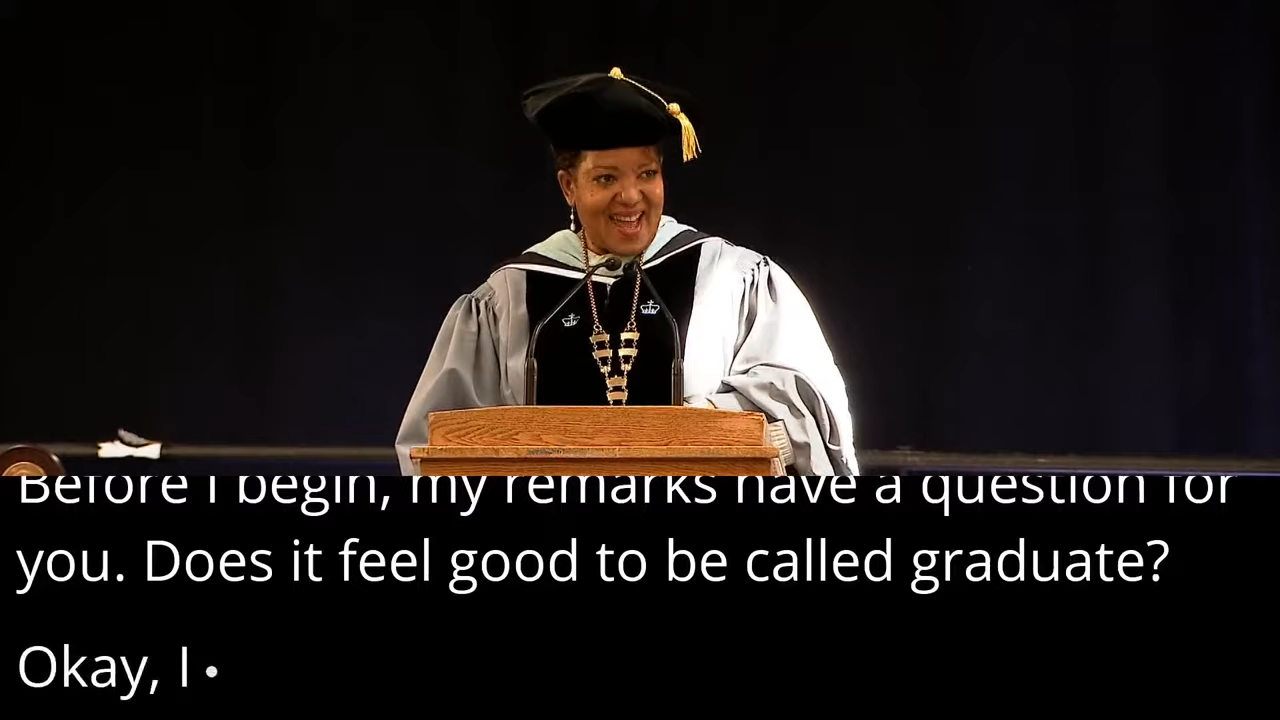 Before I begin, my remarks have a question for
you. Does it feel good to be called graduate?
Okay, I •